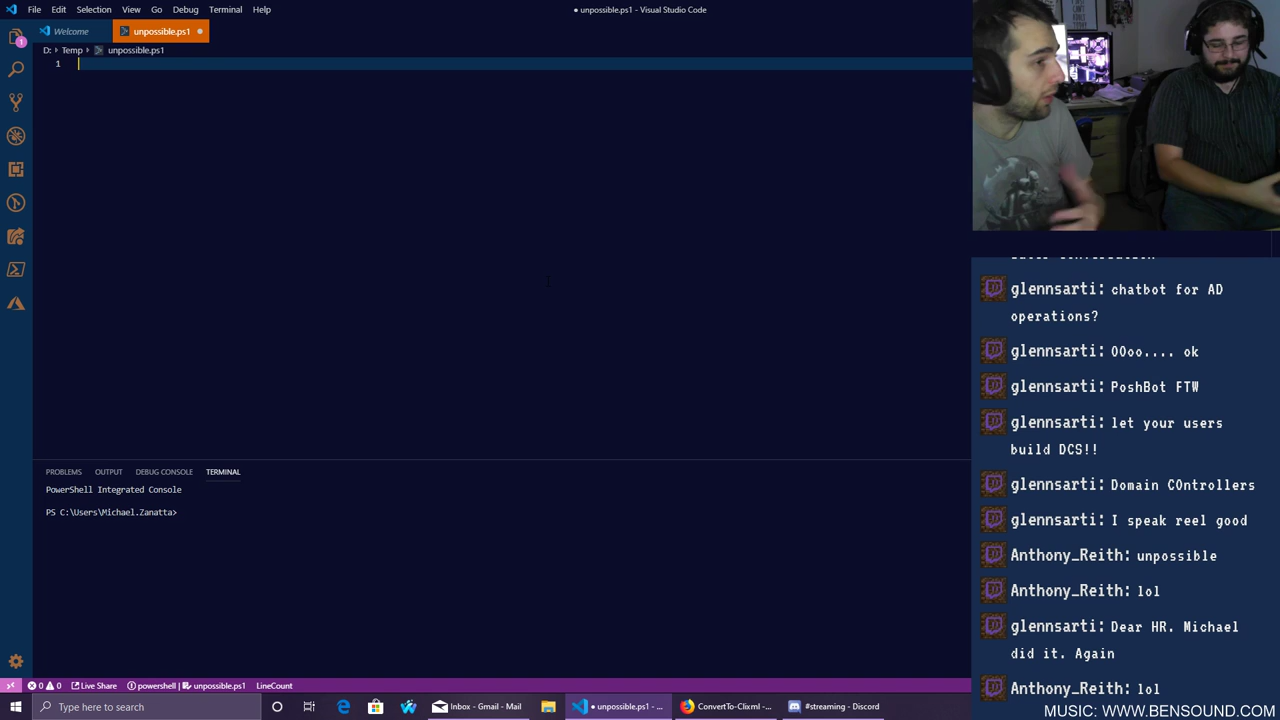 File Edit Selection View Go Debug Terminal Help
● unpossible.ps1 - Visual Studio Code
Welcome
unpossible.ps1 ●
D: > Temp > unpossible.ps1
1
1
PROBLEMS OUTPUT DEBUG CONSOLE TERMINAL
PowerShell Integrated Console
PS C:\Users\Michael.Zanatta>
glennsarti: chatbot for AD
operations?
glennsarti: OOoo.... ok
glennsarti: PoshBot FTW
glennsarti: let your users
build DCS!!
glennsarti: Domain COntrollers
glennsarti: I speak reel good
Anthony_Reith: unpossible
Anthony_Reith: lol
glennsarti: Dear HR. Michael
did it. Again
Anthony_Reith: lol
0 0 Live Share powershell | unpossible.ps1 LineCount
Type here to search
Inbox - Gmail - Mail
● unpossible.ps1 - ...
ConvertTo-Clixml -...
#streaming - Discord
MUSIC: WWW.BENSOUND.COM